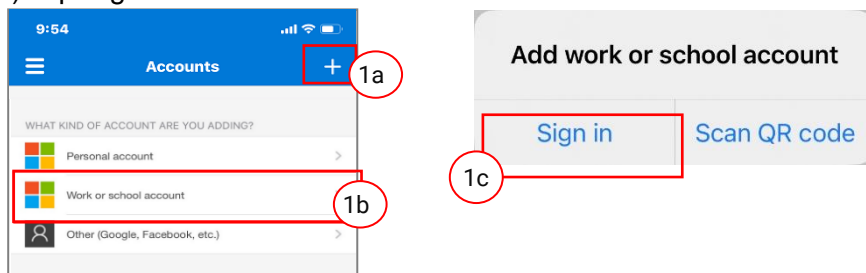 9:54
Accounts
+
1a
WHAT KIND OF ACCOUNT ARE YOU ADDING?
Personal account
Work or school account
1b
Other (Google, Facebook, etc.)
Add work or school account
Sign in
Scan QR code
1c